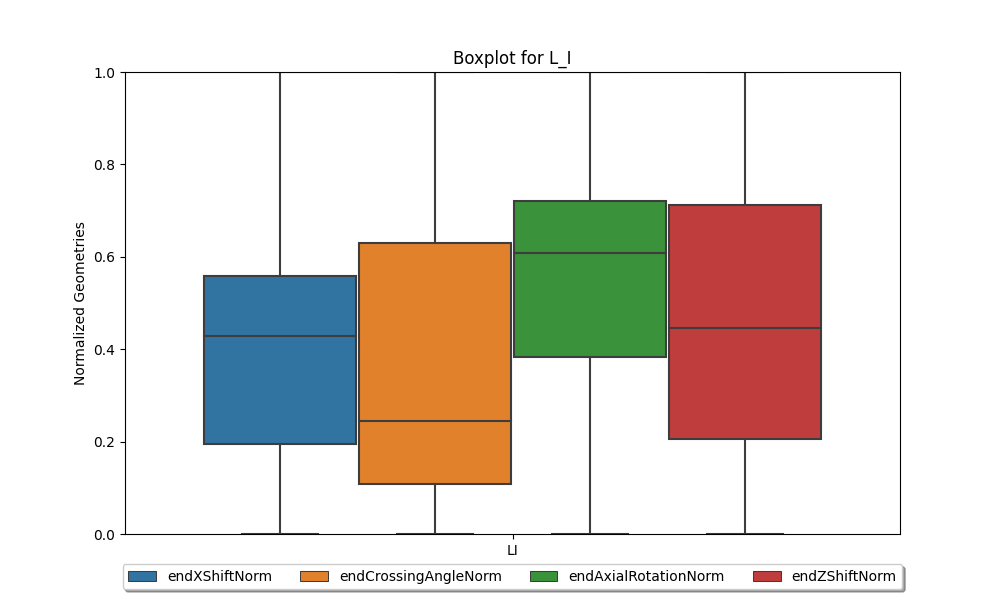 Boxplot for L_I
1.0
0.8
0.6
0.4
0.2
0.0
Normalized Geometries
LI
endXShiftNorm endCrossingAngleNorm endAxialRotationNorm endZShiftNorm